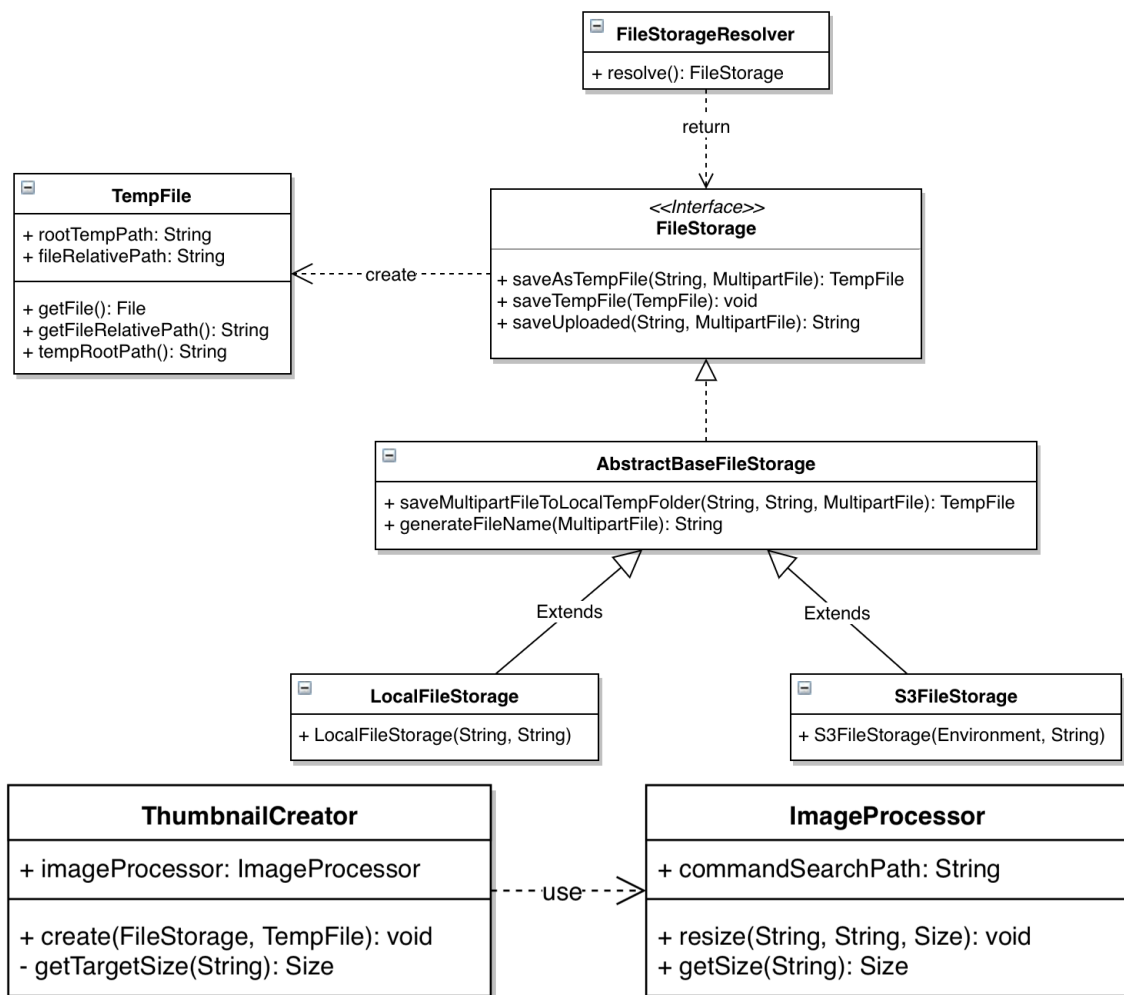 FileStorageResolver
+ resolve(): FileStorage
return
TempFile
+ rootTempPath: String
+ fileRelativePath: String
+ getFile(): File
+ getFileRelativePath(): String
+ tempRootPath(): String
create
<<Interface>>
FileStorage
+ saveAsTempFile(String, MultipartFile): TempFile
+ saveTempFile(TempFile): void
+ saveUploaded(String, MultipartFile): String
AbstractBaseFileStorage
+ saveMultipartFileToLocalTempFolder(String, String, MultipartFile): TempFile
+ generateFileName(MultipartFile): String
Extends
Extends
LocalFileStorage
+ LocalFileStorage(String, String)
S3FileStorage
+ S3FileStorage(Environment, String)
ThumbnailCreator
+ imageProcessor: ImageProcessor
+ create(FileStorage, TempFile): void
- getTargetSize(String): Size
use
ImageProcessor
+ commandSearchPath: String
+ resize(String, String, Size): void
+ getSize(String): Size